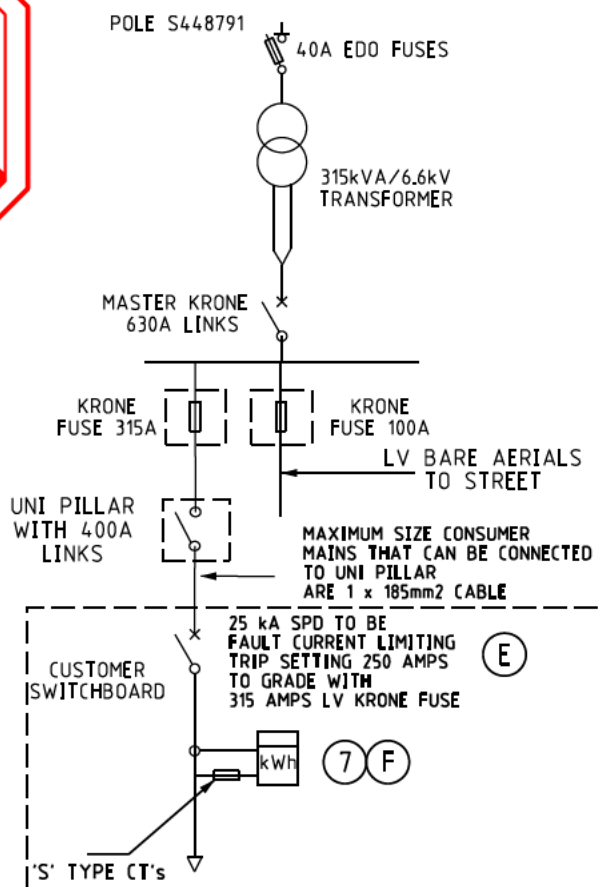 POLE S448791
40A EDO FUSES
315kVA/6.6kV
TRANSFORMER
MASTER KRONE
630A LINKS
KRONE
FUSE 315A
KRONE
FUSE 100A
LV BARE AERIALS
TO STREET
UNI PILLAR
WITH 400A
LINKS
MAXIMUM SIZE CONSUMER
MAINS THAT CAN BE CONNECTED
TO UNI PILLAR
ARE 1 x 185mm2 CABLE
25 kA SPD TO BE
FAULT CURRENT LIMITING
TRIP SETTING 250 AMPS
TO GRADE WITH
315 AMPS LV KRONE FUSE
E
CUSTOMER
SWITCHBOARD
kWh
7
F
'S' TYPE CT's